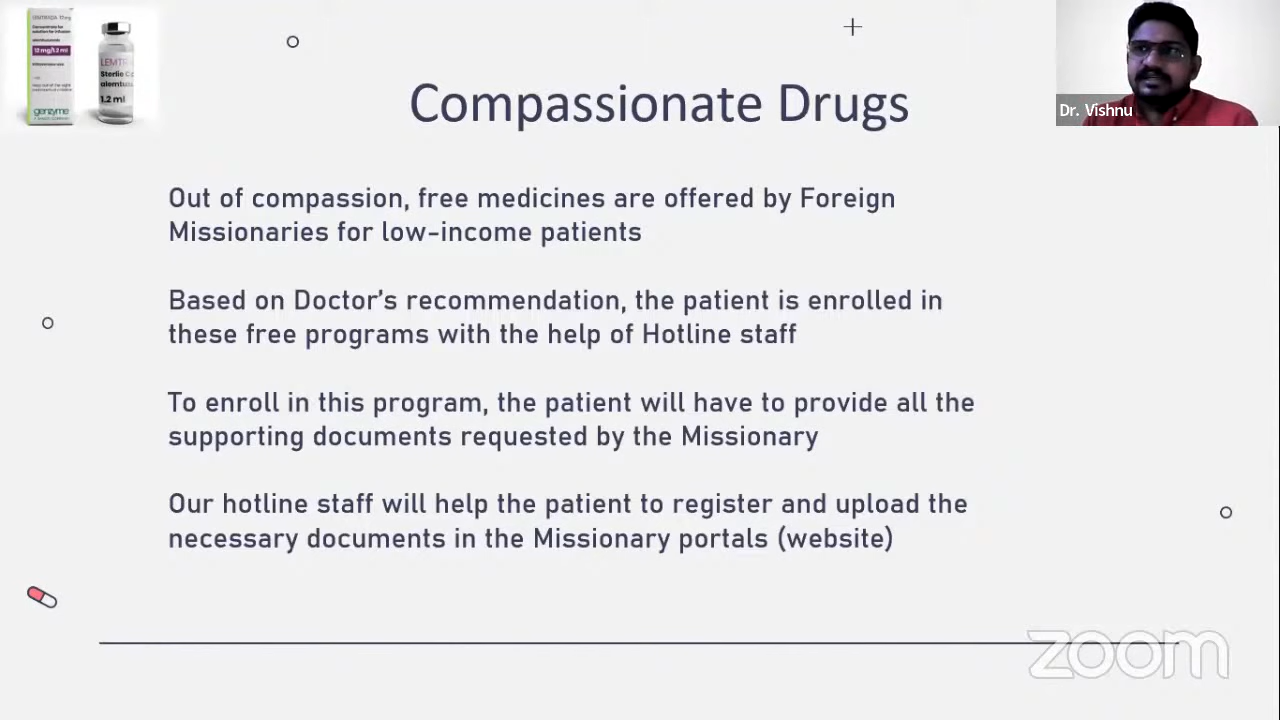 12 mg/1.2 ml
genzyme
LEMT
Sterile C
alemtuz
1.2 ml
Compassionate Drugs
Dr. Vishnu
Out of compassion, free medicines are offered by Foreign
Missionaries for low-income patients
Based on Doctor's recommendation, the patient is enrolled in
these free programs with the help of Hotline staff
To enroll in this program, the patient will have to provide all the
supporting documents requested by the Missionary
Our hotline staff will help the patient to register and upload the
necessary documents in the Missionary portals (website)
zoom